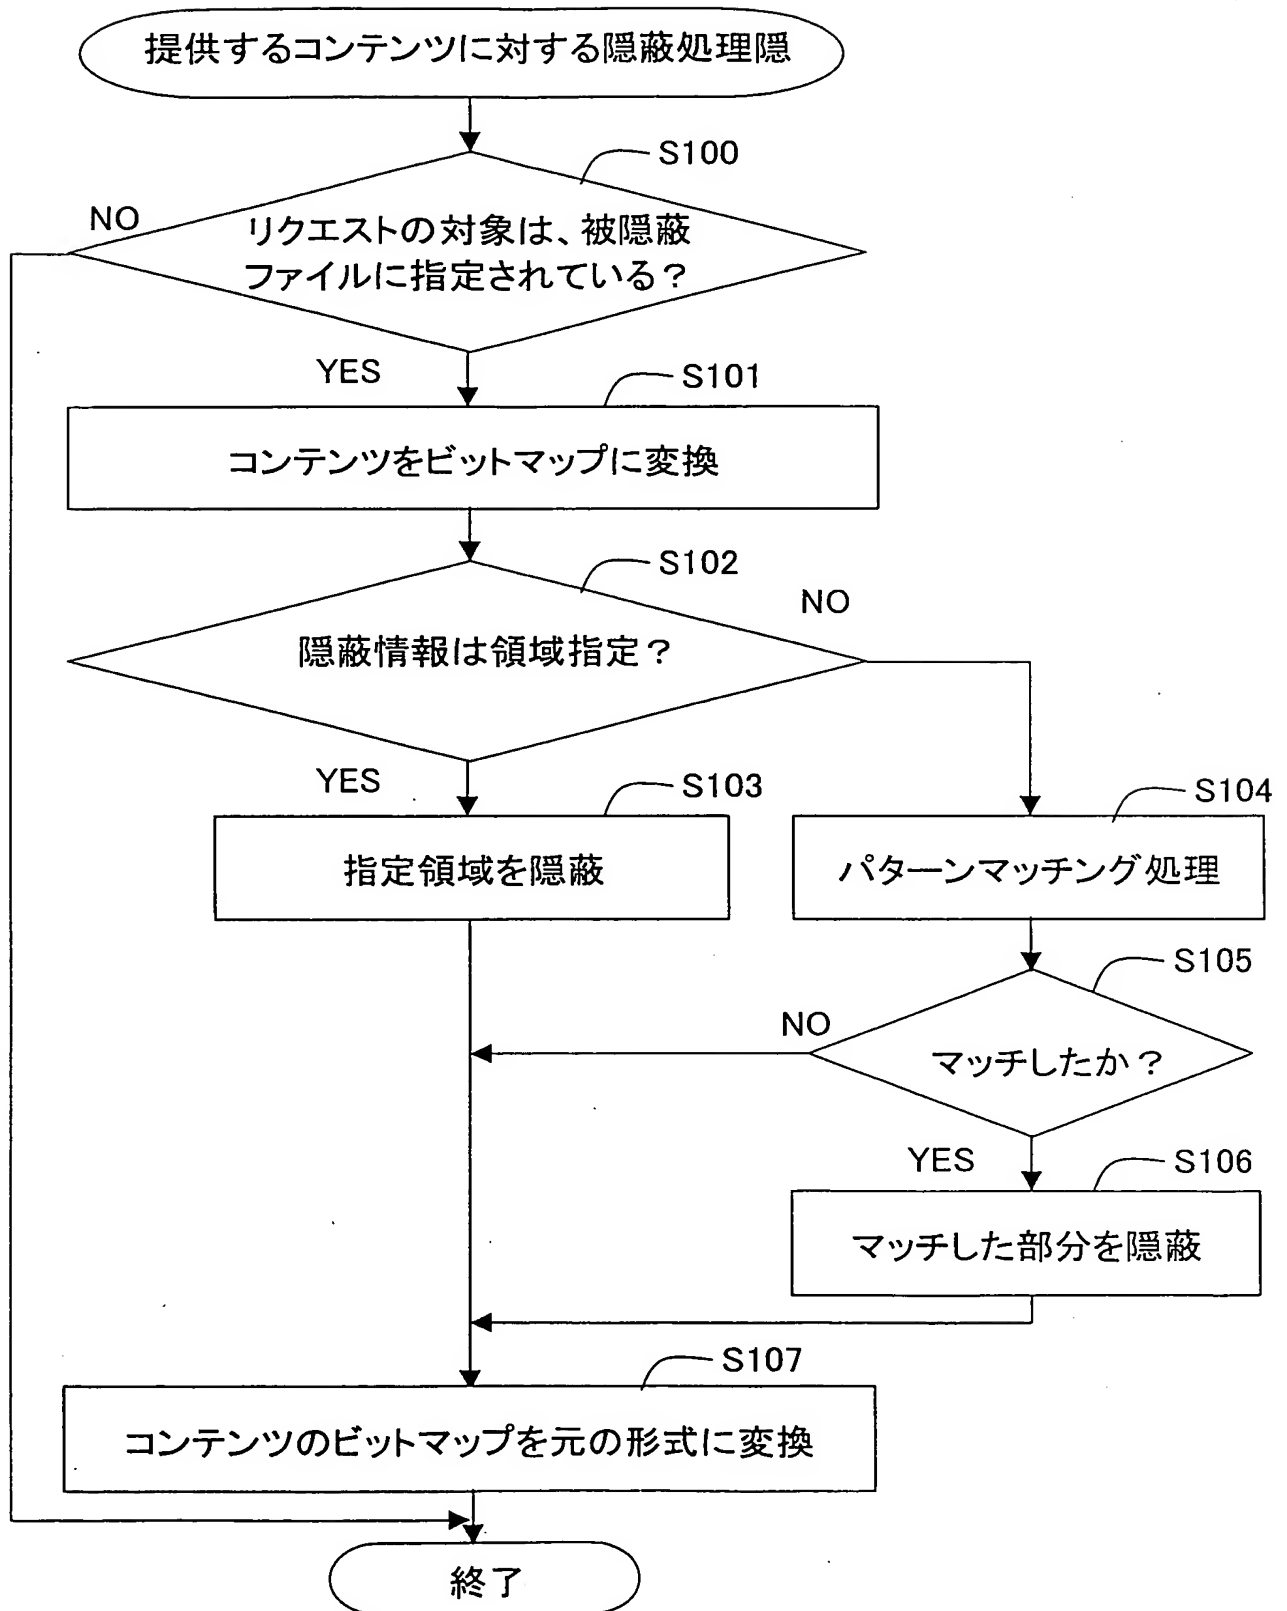 提供するコンテンツに対する隠蔽処理隠
S100
NO
リクエストの対象は、被隠蔽
ファイルに指定されている？
YES
S101
コンテンツをビットマップに変換
S102
NO
隠蔽情報は領域指定？
YES
S103
S104
指定領域を隠蔽
パターンマッチング処理
S105
NO
マッチしたか？
YES
S106
マッチした部分を隠蔽
S107
コンテンツのビットマップを元の形式に変換
終了